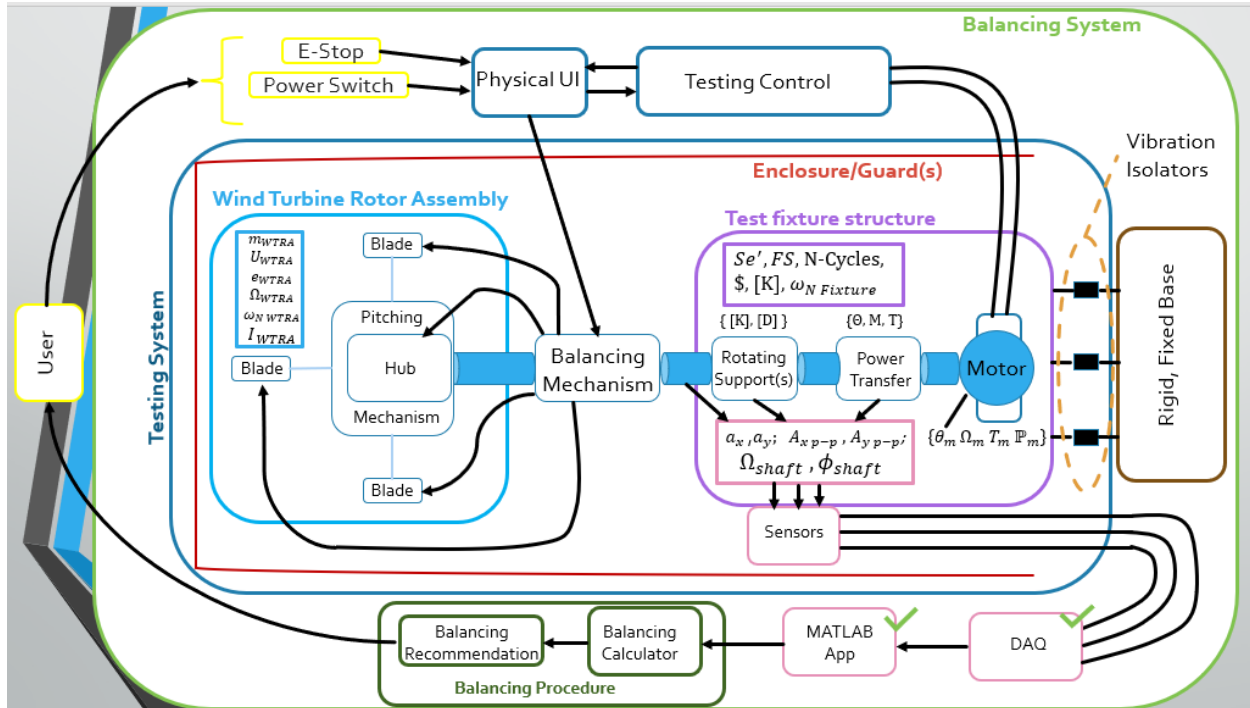 Balancing System
E-Stop
Power Switch
Physical UI
Testing Control
Vibration
Isolators
Enclosure/Guard(s)
Testing System
Wind Turbine Rotor Assembly
m_WTRA
U_WTRA
e_WTRA
Ω_WTRA
ω_N WTRA
I_WTRA
Blade
Pitching
Blade
Hub
Mechanism
Blade
Balancing
Mechanism
Test fixture structure
Se′, FS, N-Cycles,
$, [K], ω_N Fixture
{ [K], [D] }
{Θ, M, T}
Rotating
Support(s)
Power
Transfer
Motor
{θ_m Ω_m T_m ℙ_m}
a_x ,a_y; A_x p−p , A_y p−p;
Ω_shaft , ϕ_shaft
Sensors
Rigid, Fixed Base
User
Balancing
Recommendation
Balancing
Calculator
Balancing Procedure
MATLAB
App
DAQ